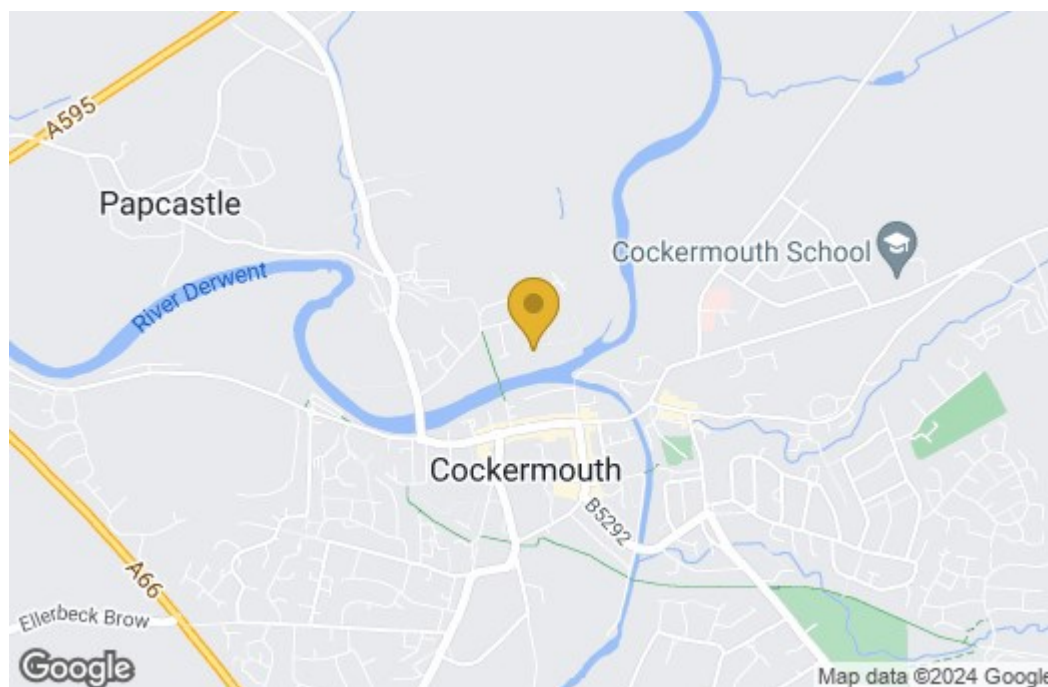 A595
Papcastle
River Derwent
Cockermouth School
Cockermouth
B5292
A66
Ellerbeck Brow
Google
Map data ©2024 Google